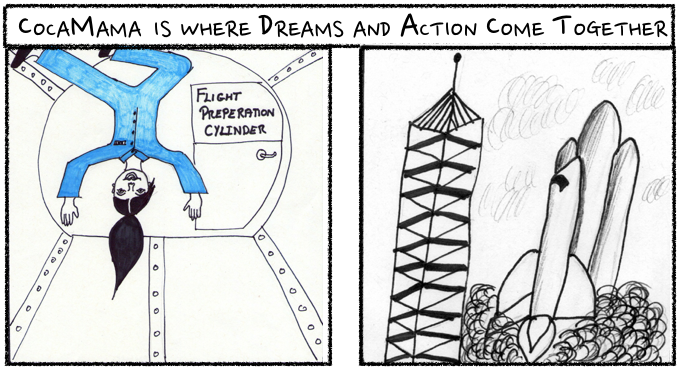 CocaMama is where Dreams and Action Come Together
Flight
Preperation
Cylinder